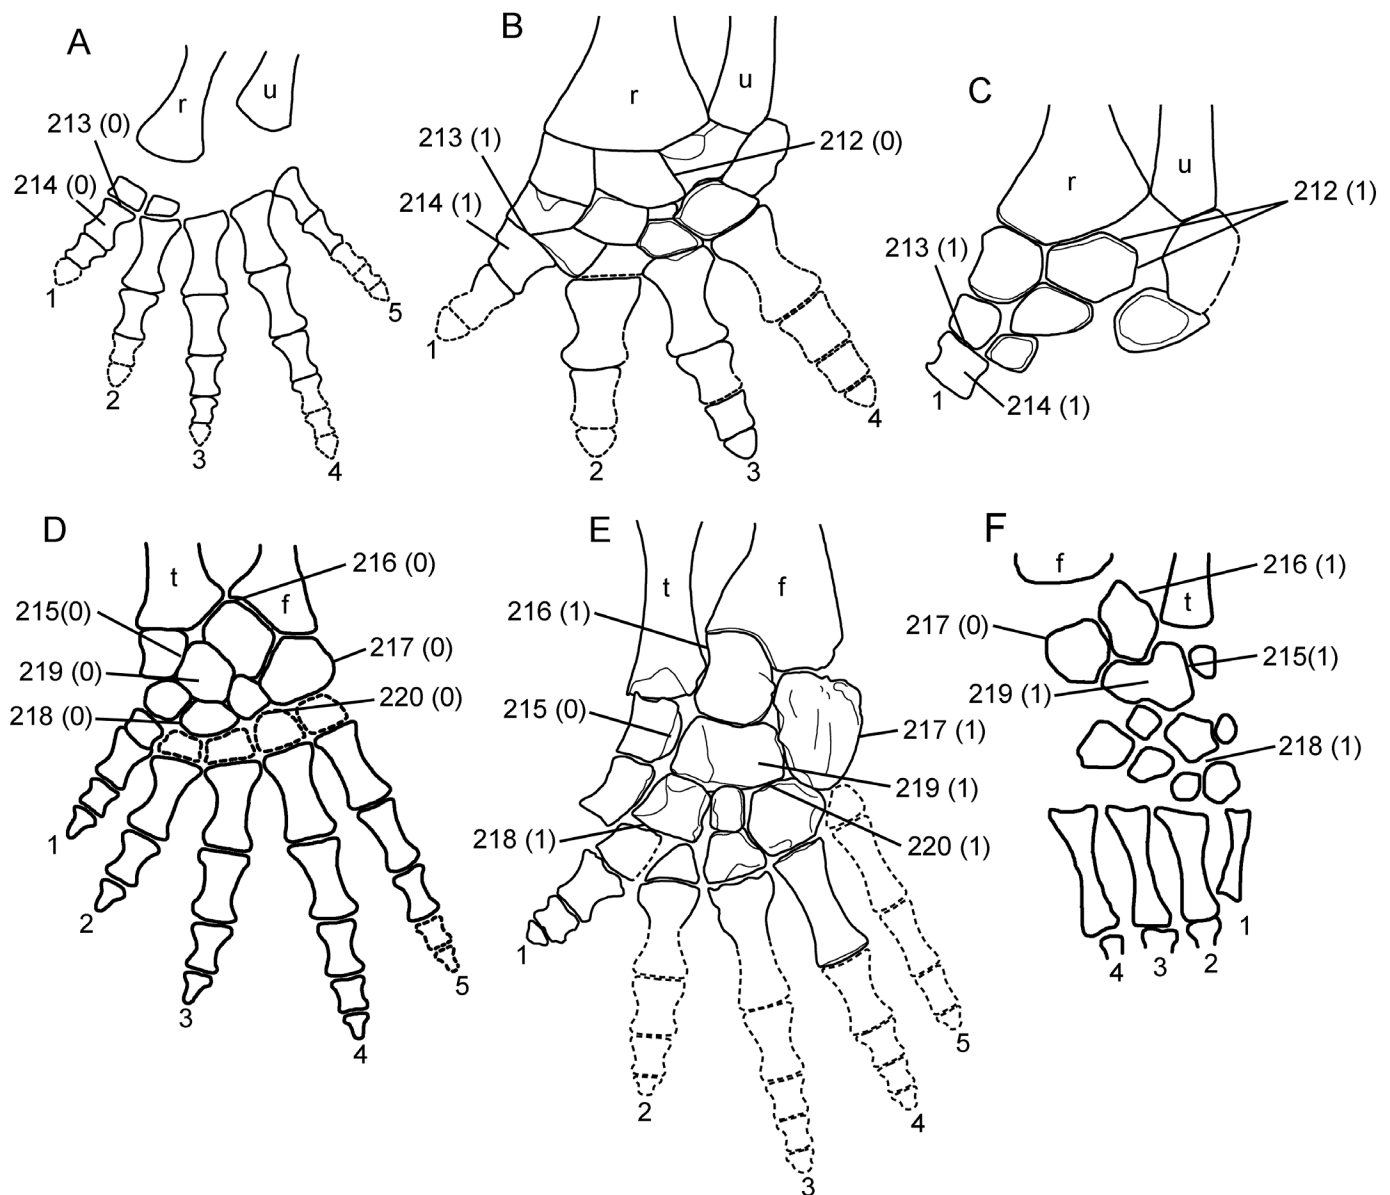 A
r
u
213 (0)
214 (0)
1
2
3
4
5
B
r
u
213 (1)
212 (0)
214 (1)
1
2
3
4
C
r
u
212 (1)
213 (1)
1
214 (1)
D
t
f
216 (0)
215(0)
217 (0)
219 (0)
220 (0)
218 (0)
1
2
3
4
5
E
t
f
216 (1)
215 (0)
217 (1)
219 (1)
218 (1)
220 (1)
1
2
3
4
5
F
f
t
216 (1)
217 (0)
215(1)
219 (1)
218 (1)
1
2
3
4